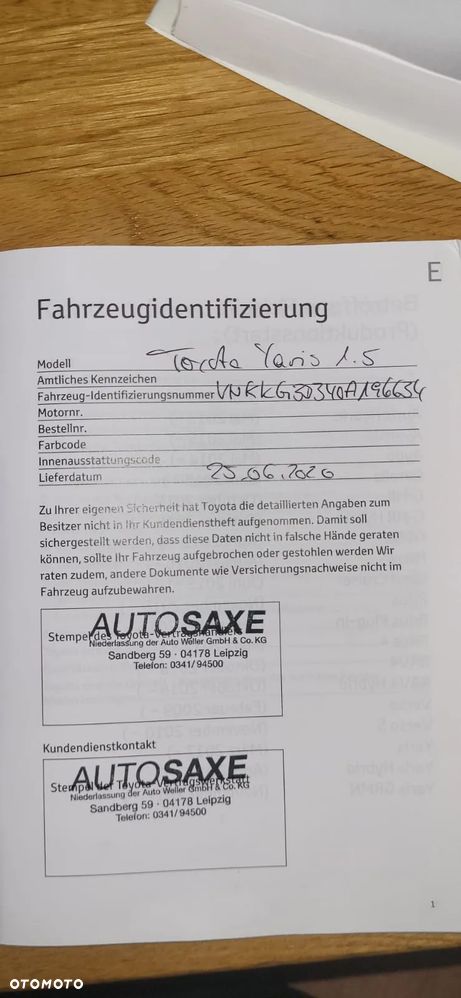 E
Fahrzeugidentifizierung
Modell Toyota Yaris 1.5
Amtliches Kennzeichen
Fahrzeug-Identifizierungsnummer VNKKG3D340A196634
Motornr.
Bestellnr.
Farbcode
Innenausstattungscode
Lieferdatum 25.06.2020
Zu Ihrer eigenen Sicherheit hat Toyota die detaillierten Angaben zum
Besitzer nicht in Ihr Kundendienstheft aufgenommen. Damit soll
sichergestellt werden, dass diese Daten nicht in falsche Hände geraten
können, sollte Ihr Fahrzeug aufgebrochen oder gestohlen werden Wir
raten zudem, andere Dokumente wie Versicherungsnachweise nicht im
Fahrzeug aufzubewahren.
AUTOSAXE
Stempel des Toyota-Vertragshändlers
Niederlassung der Auto Weller GmbH & Co. KG
Sandberg 59 · 04178 Leipzig
Telefon: 0341/94500
Kundendienstkontakt
AUTOSAXE
Stempel der Toyota-Vertragswerkstatt
Niederlassung der Auto Weller GmbH & Co. KG
Sandberg 59 · 04178 Leipzig
Telefon: 0341/94500
1
OTOMOTO